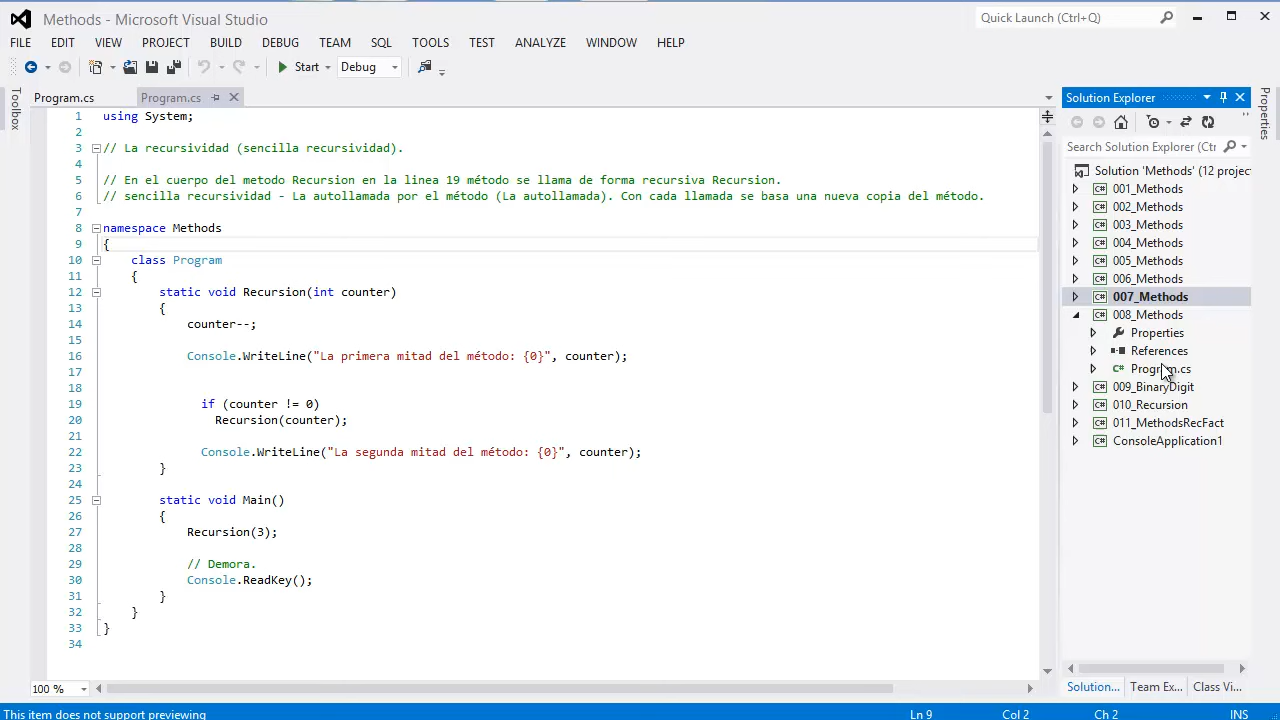 Methods - Microsoft Visual Studio
Quick Launch (Ctrl+Q)
FILE EDIT VIEW PROJECT BUILD DEBUG TEAM SQL TOOLS TEST ANALYZE WINDOW HELP
Start Debug
Toolbox
Program.cs Program.cs
1 using System;
2
3 // La recursividad (sencilla recursividad).
4
5 // En el cuerpo del metodo Recursion en la linea 19 método se llama de forma recursiva Recursion.
6 // sencilla recursividad - La autollamada por el método (La autollamada). Con cada llamada se basa una nueva copia del método.
7
8 namespace Methods
9 {
10 class Program
11 {
12 static void Recursion(int counter)
13 {
14 counter--;
15
16 Console.WriteLine("La primera mitad del método: {0}", counter);
17
18
19 if (counter != 0)
20 Recursion(counter);
21
22 Console.WriteLine("La segunda mitad del método: {0}", counter);
23 }
24
25 static void Main()
26 {
27 Recursion(3);
28
29 // Demora.
30 Console.ReadKey();
31 }
32 }
33 }
34
100 %
Solution Explorer
Search Solution Explorer (Ctr
Solution 'Methods' (12 projec
001_Methods
002_Methods
003_Methods
004_Methods
005_Methods
006_Methods
007_Methods
008_Methods
Properties
References
Program.cs
009_BinaryDigit
010_Recursion
011_MethodsRecFact
ConsoleApplication1
Solution... Team Ex... Class Vi...
Properties
This item does not support previewing Ln 9 Col 2 Ch 2 INS